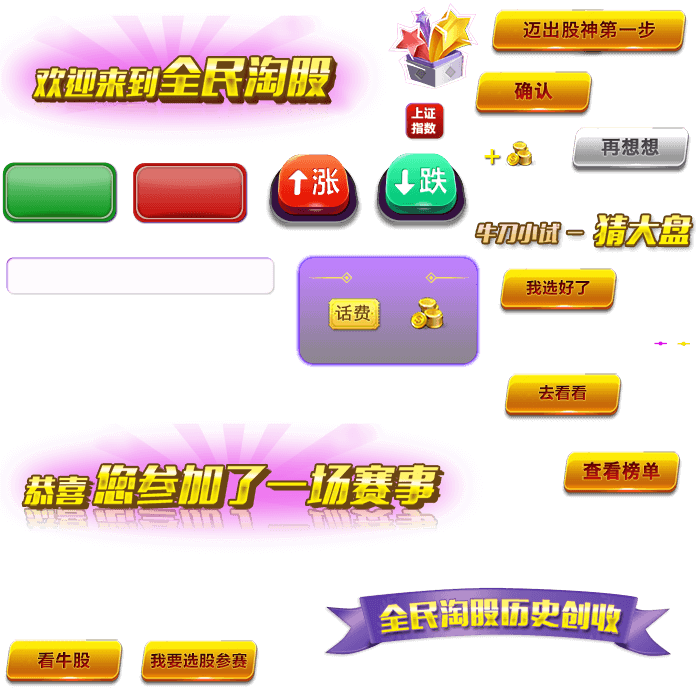 迈出股神第一步
欢迎来到全民淘股
确认
上证
指数
再想想
涨
跌
牛刀小试 - 猜大盘
我选好了
话费
去看看
查看榜单
恭喜您参加了一场赛事
全民淘股历史创收
看牛股
我要选股参赛